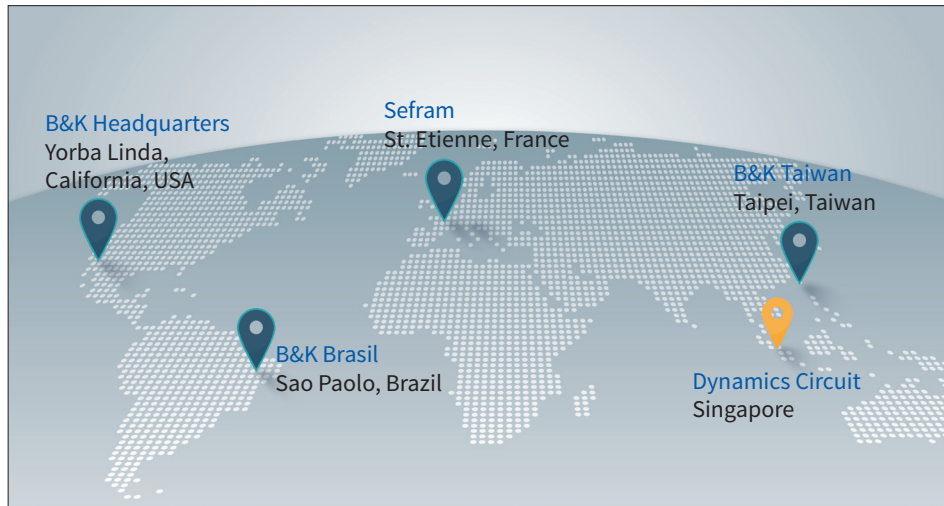 B&K Headquarters
Yorba Linda,
California, USA
Sefram
St. Etienne, France
B&K Taiwan
Taipei, Taiwan
B&K Brasil
Sao Paolo, Brazil
Dynamics Circuit
Singapore